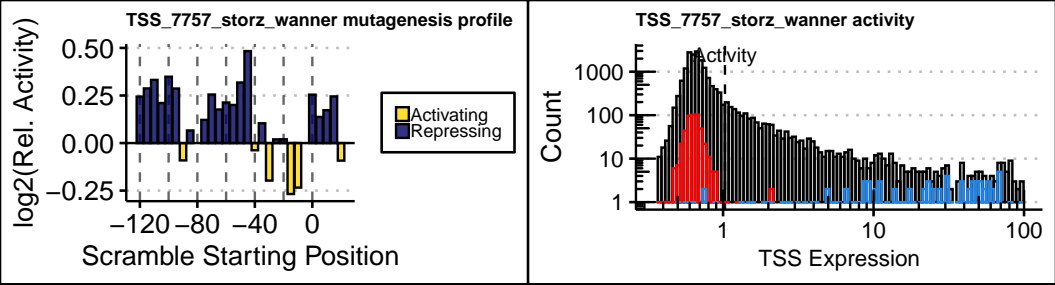 TSS_7757_storz_wanner mutagenesis profile
log2(Rel. Activity)
0.50
0.25
0.00
−0.25
−120 −80 −40 0
Scramble Starting Position
Activating
Repressing
TSS_7757_storz_wanner activity
Activity
Count
1000
100
10
1
1 10 100
TSS Expression